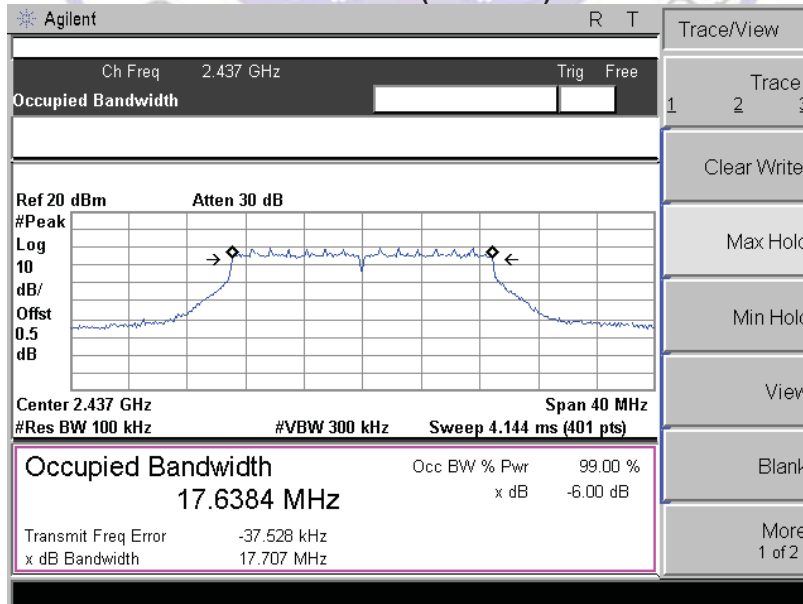 Agilent R T
Trace/View
Ch Freq 2.437 GHz Trig Free
Occupied Bandwidth
Trace
1 2
Clear Write
Ref 20 dBm Atten 30 dB
#Peak
Log
10
dB/
Offst
0.5
dB
Max Hold
Min Hold
View
Center 2.437 GHz Span 40 MHz
#Res BW 100 kHz #VBW 300 kHz Sweep 4.144 ms (401 pts)
Occupied Bandwidth
17.6384 MHz
Occ BW % Pwr 99.00 %
x dB -6.00 dB
Transmit Freq Error -37.528 kHz
x dB Bandwidth 17.707 MHz
Blank
More
1 of 2